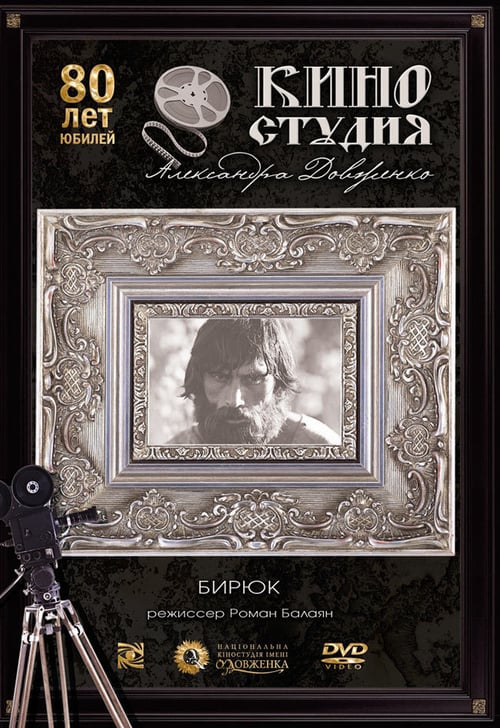 80
лет
ЮБИЛЕЙ
КИНО
СТУДИЯ
Александра Довженко
БИРЮК
режиссер Роман Балаян
НАЦІОНАЛЬНА
КІНОСТУДІЯ ІМЕНІ
ДОВЖЕНКА
DVD
VIDEO